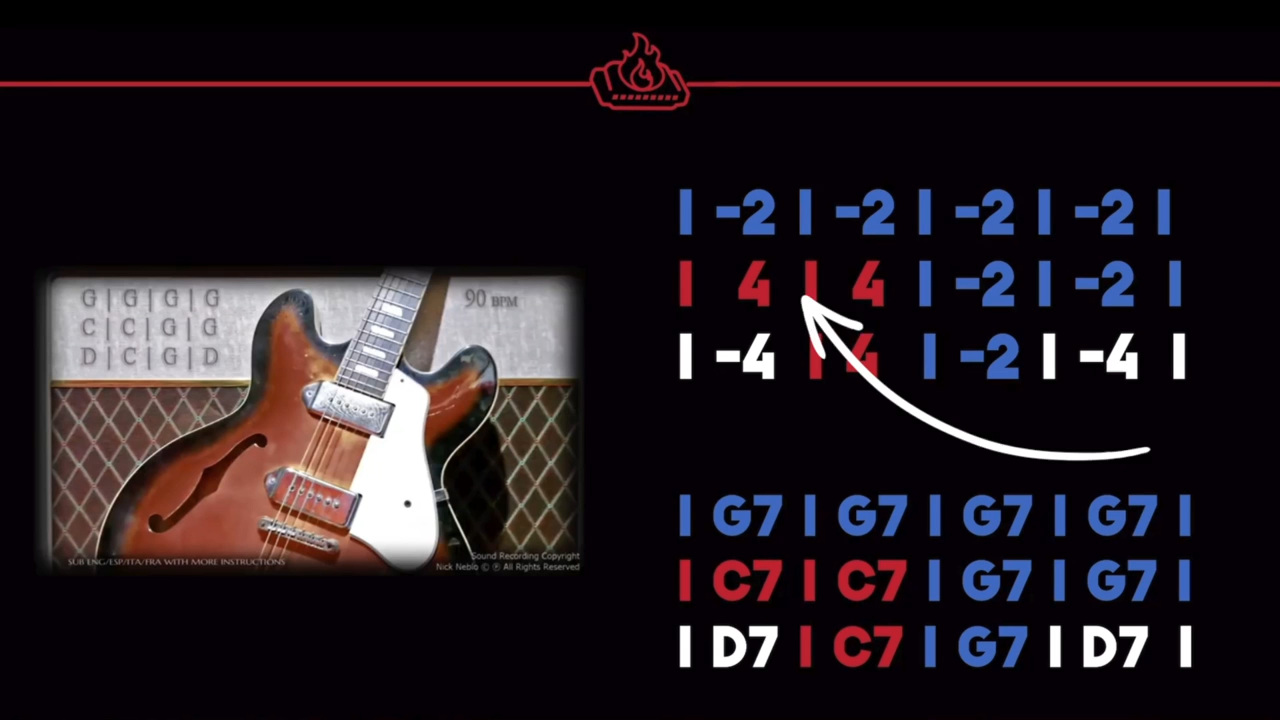 G | G | G | G
C | C | G | G
D | C | G | D
90 BPM
SUB ENG/ESP/ITA/FRA WITH MORE INSTRUCTIONS
Sound Recording Copyright
Nick Neblo © ℗ All Rights Reserved
| -2 | -2 | -2 | -2 |
| 4 | 4 | -2 | -2 |
| -4 | 4 | -2 | -4 |
| G7 | G7 | G7 | G7 |
| C7 | C7 | G7 | G7 |
| D7 | C7 | G7 | D7 |